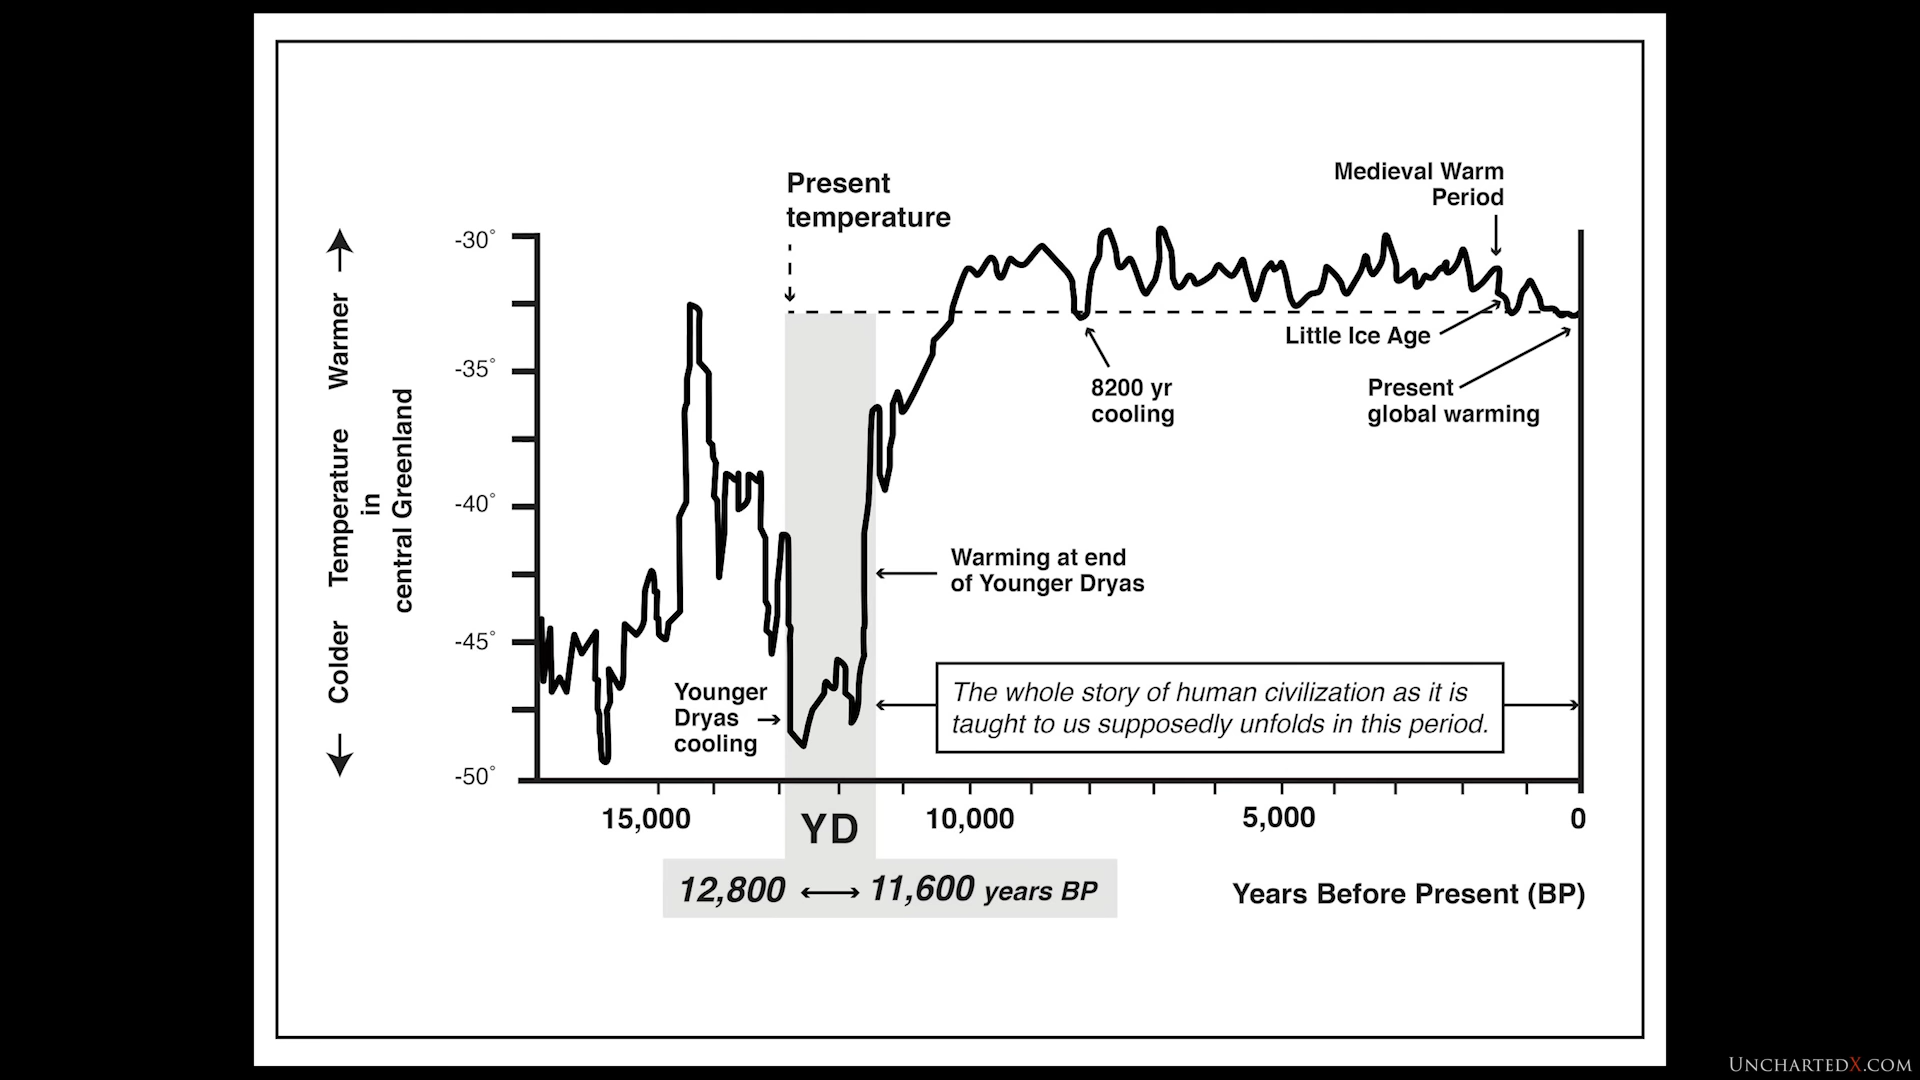 Medieval Warm
Period
Present
temperature
-30°
-35°
-40°
-45°
-50°
Colder Temperature Warmer
in
central Greenland
Little Ice Age
8200 yr
cooling
Present
global warming
Warming at end
of Younger Dryas
Younger
Dryas
cooling
The whole story of human civilization as it is
taught to us supposedly unfolds in this period.
15,000
YD
10,000
5,000
0
12,800 ⟷ 11,600 years BP
Years Before Present (BP)
UNCHARTEDX.COM